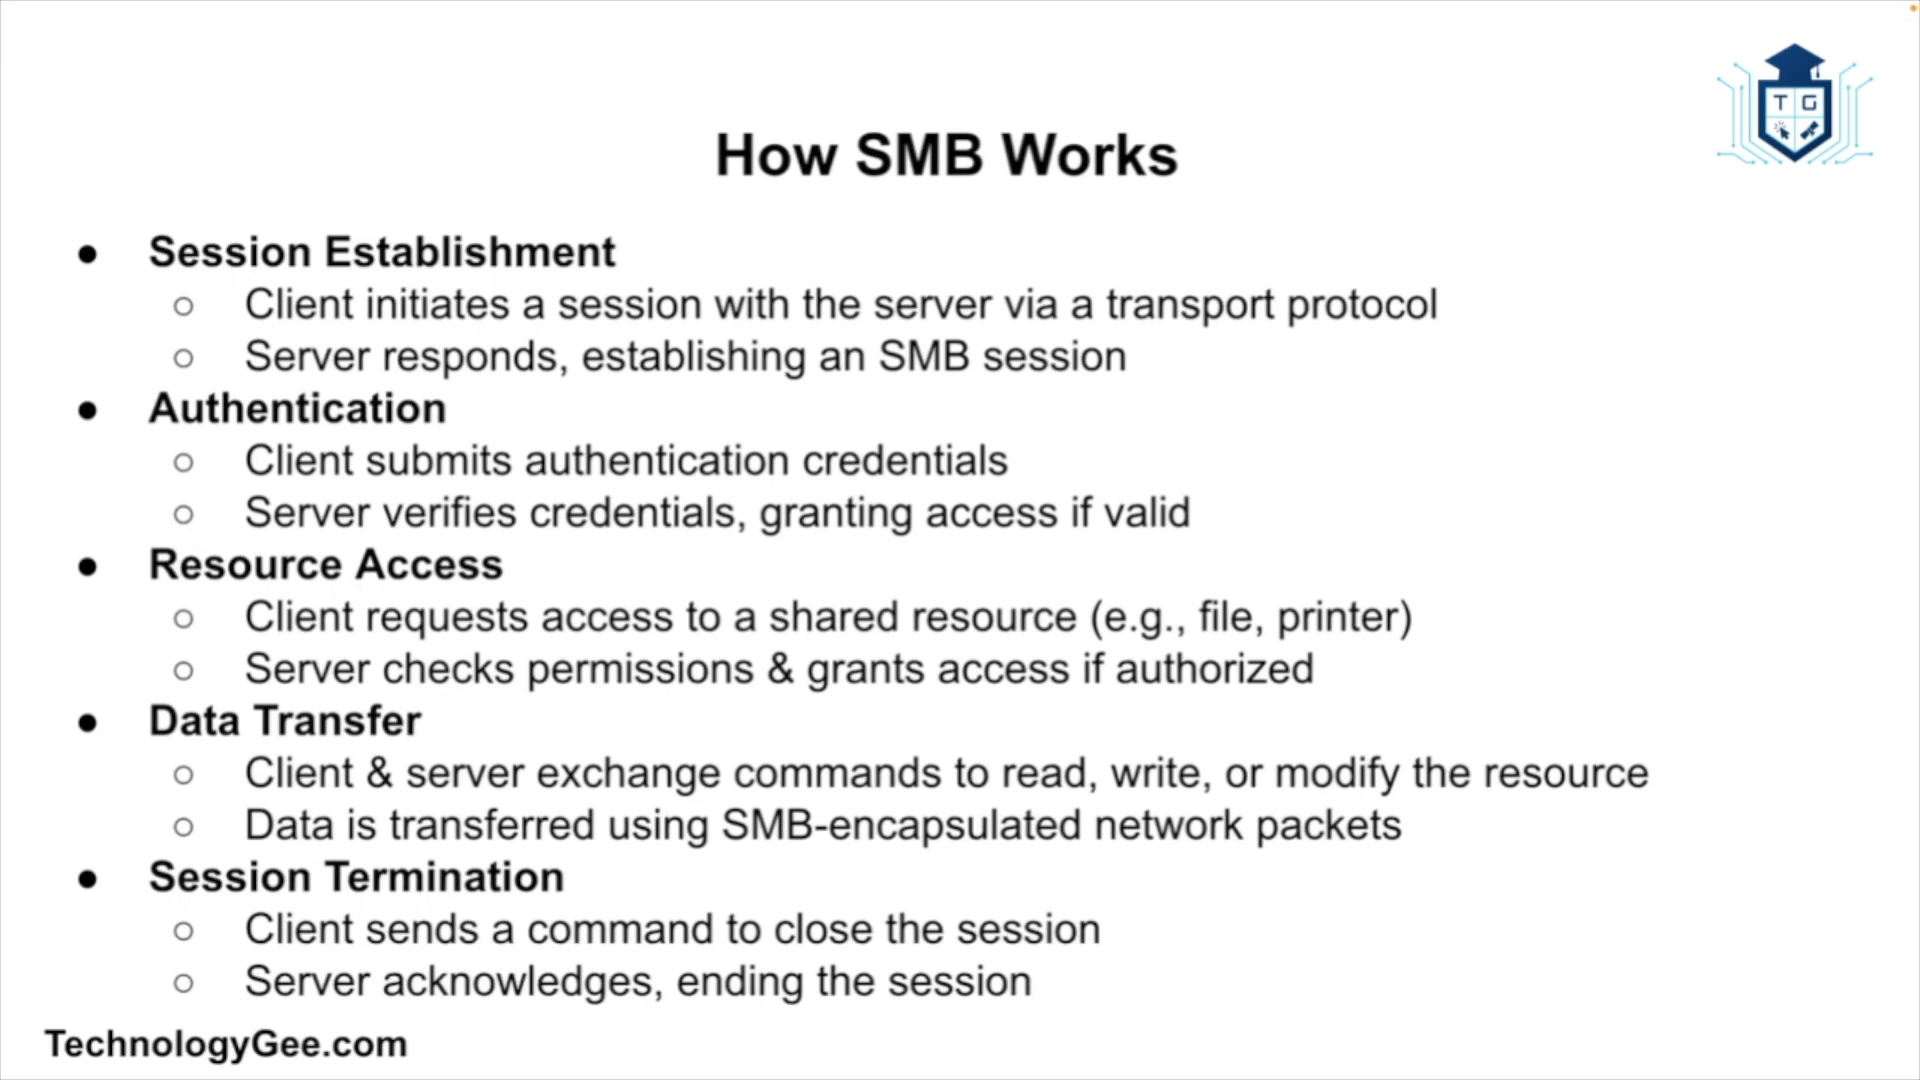 T G
How SMB Works
● Session Establishment
○ Client initiates a session with the server via a transport protocol
○ Server responds, establishing an SMB session
● Authentication
○ Client submits authentication credentials
○ Server verifies credentials, granting access if valid
● Resource Access
○ Client requests access to a shared resource (e.g., file, printer)
○ Server checks permissions & grants access if authorized
● Data Transfer
○ Client & server exchange commands to read, write, or modify the resource
○ Data is transferred using SMB-encapsulated network packets
● Session Termination
○ Client sends a command to close the session
○ Server acknowledges, ending the session
TechnologyGee.com